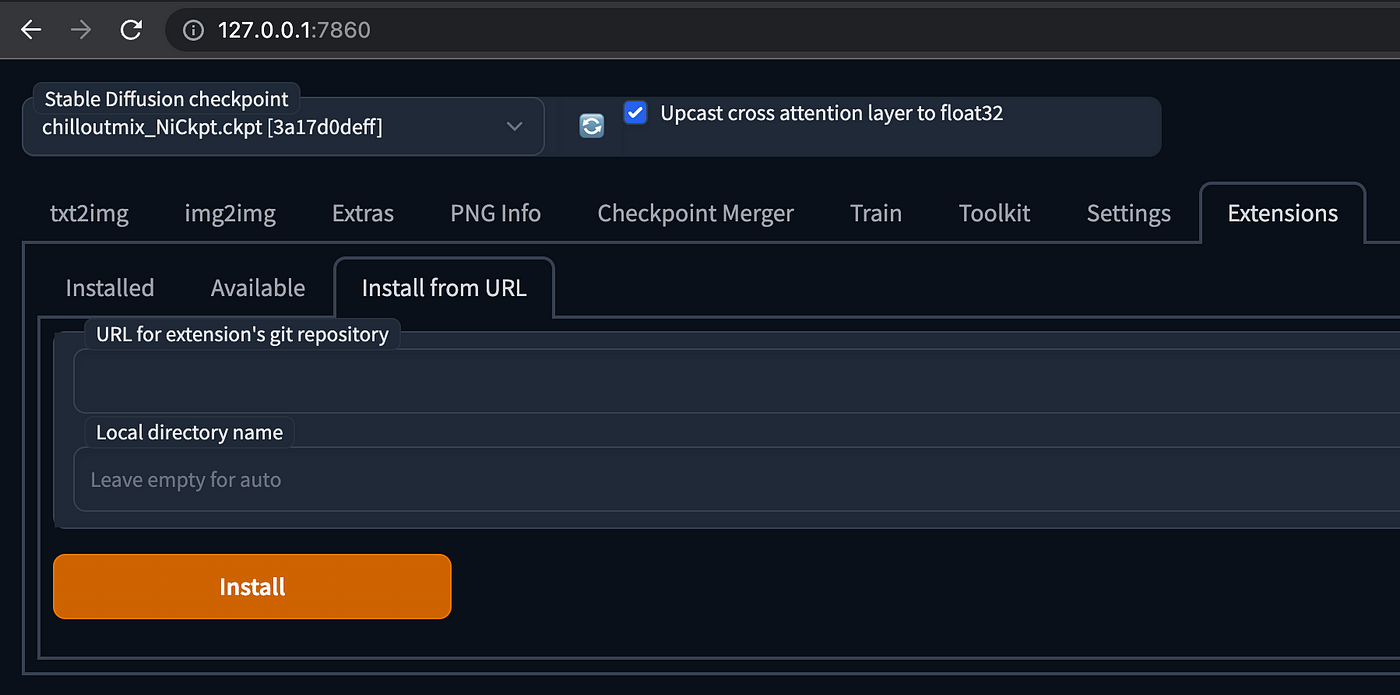 127.0.0.1:7860
Stable Diffusion checkpoint
chilloutmix_NiCkpt.ckpt [3a17d0deff]
Upcast cross attention layer to float32
txt2img img2img Extras PNG Info Checkpoint Merger Train Toolkit Settings Extensions
Installed Available Install from URL
URL for extension's git repository
Local directory name
Leave empty for auto
Install